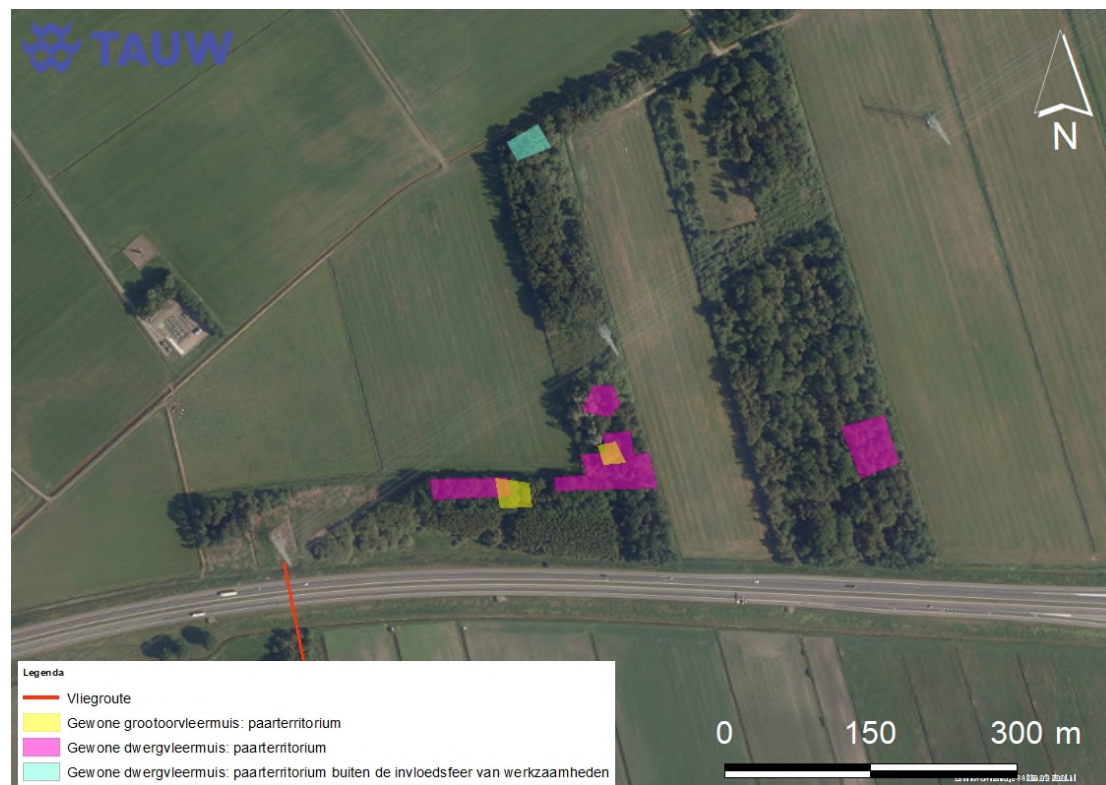 TAUW
N
Legenda
Vliegroute
Gewone grootoorvleermuis: paarterritorium
Gewone dwergvleermuis: paarterritorium
Gewone dwergvleermuis: paarterritorium buiten de invloedsfeer van werkzaamheden
0 150 300 m